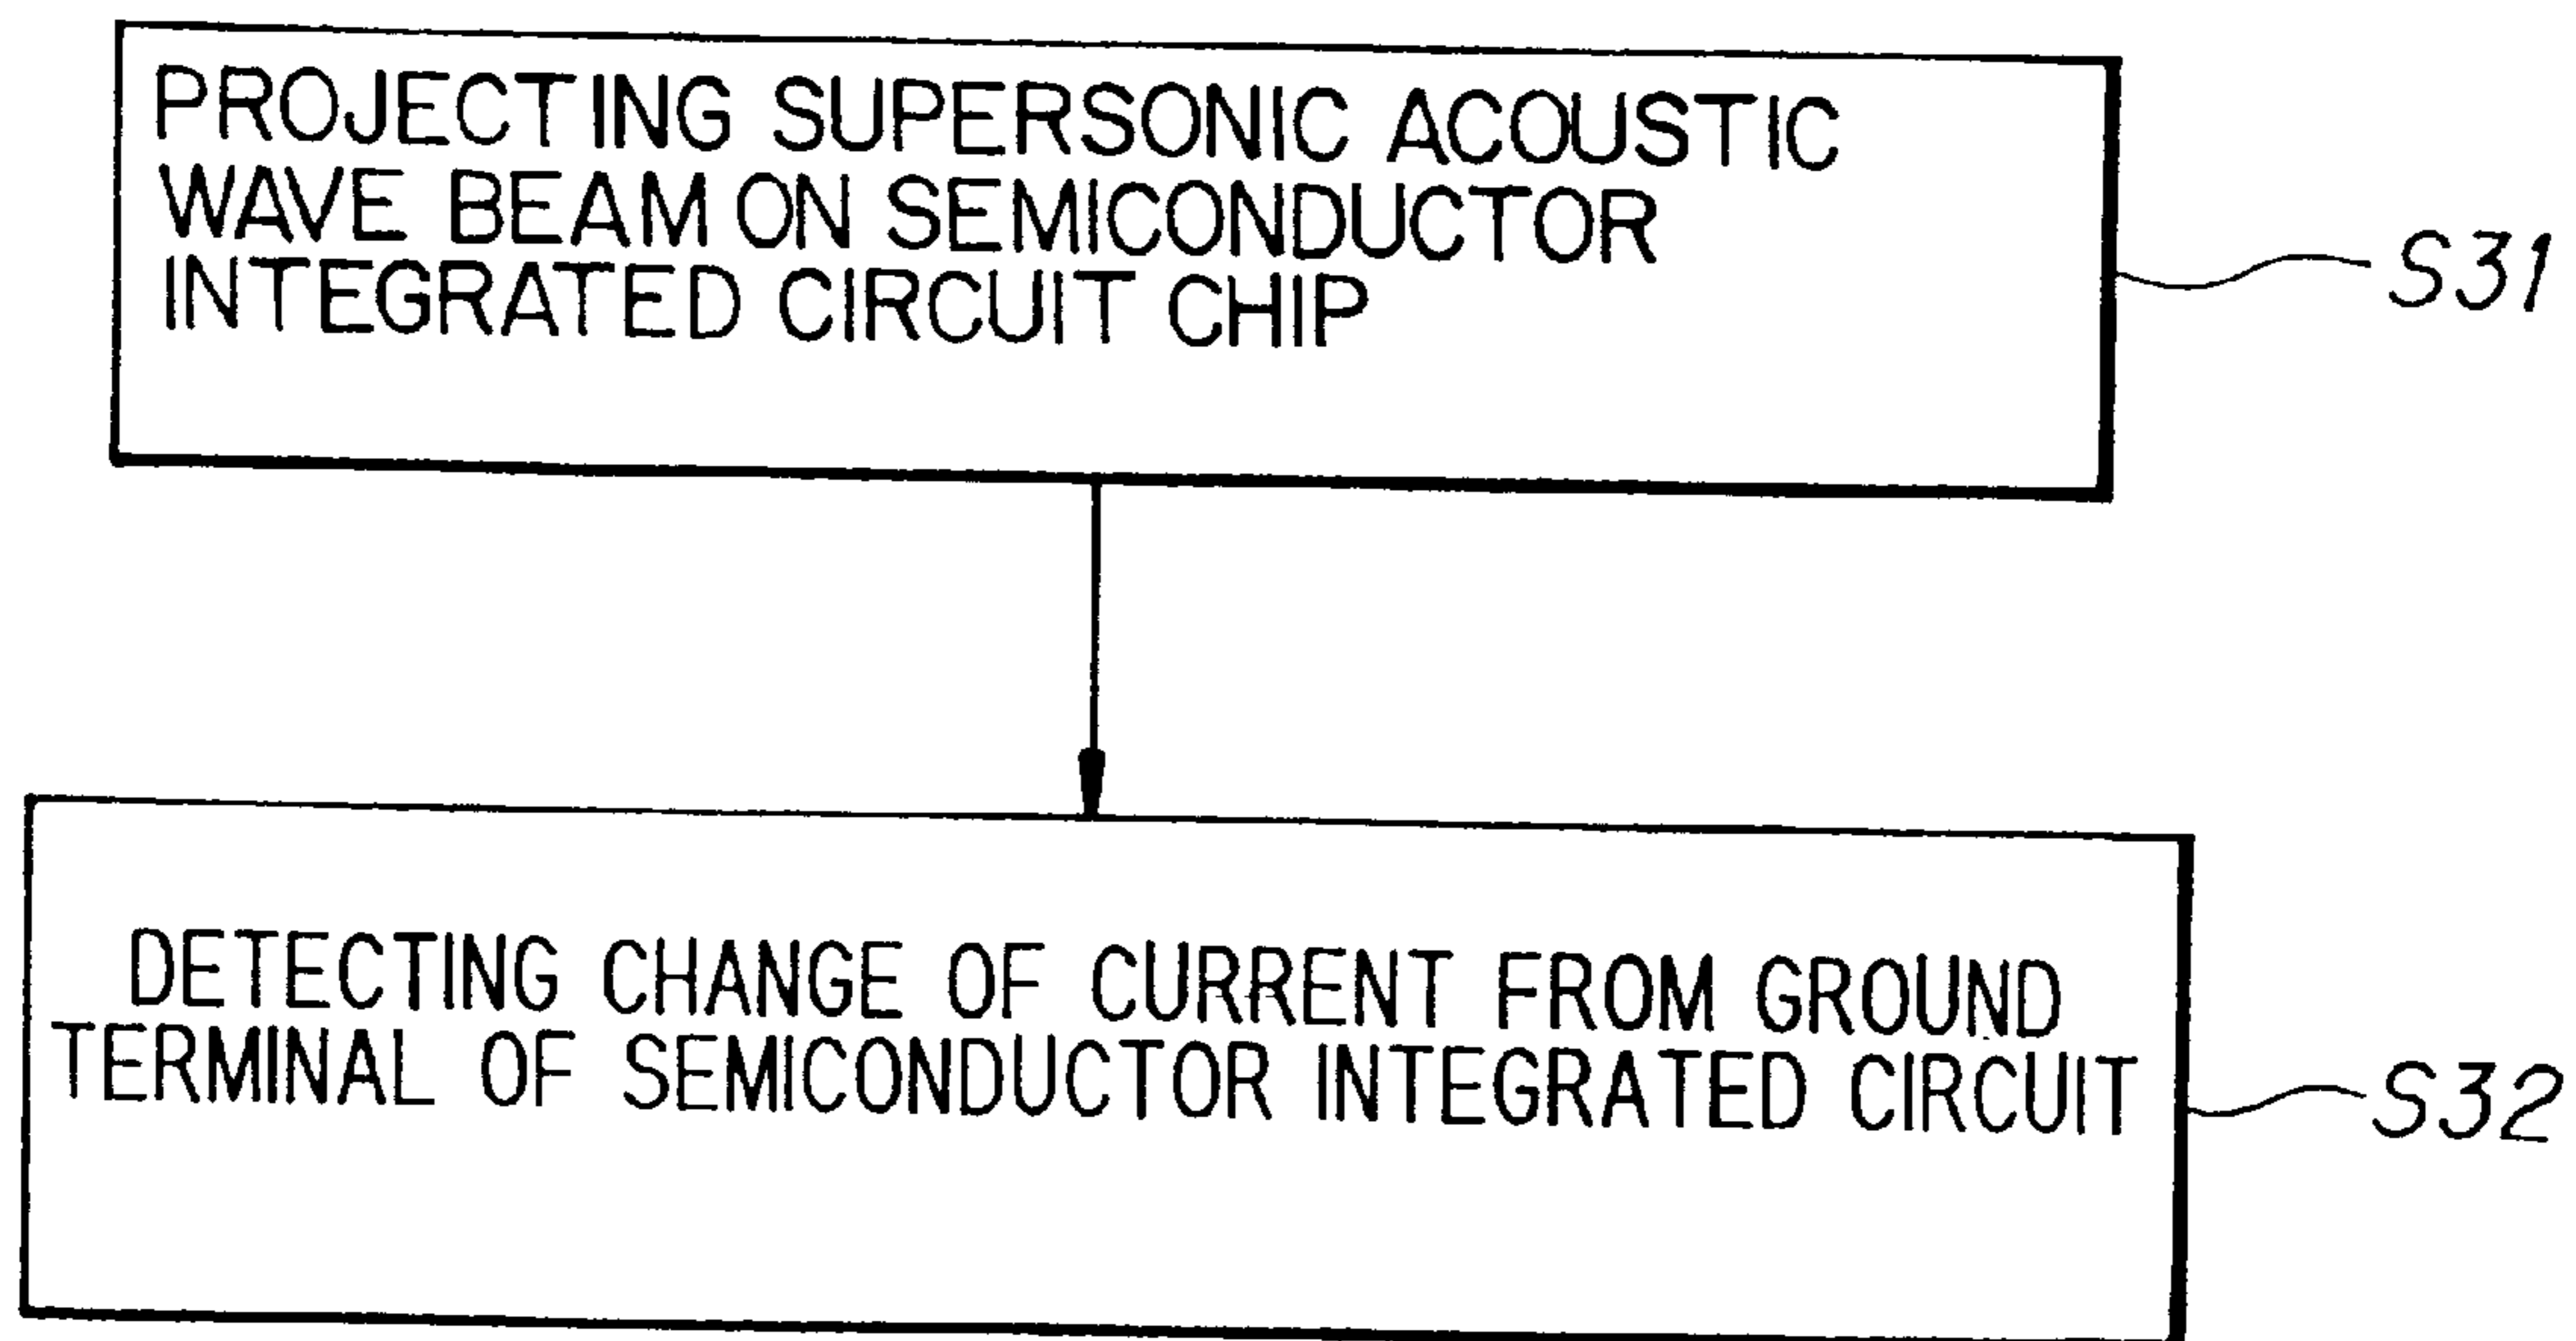 PROJECTING SUPERSONIC ACOUSTIC
WAVE BEAM ON SEMICONDUCTOR
INTEGRATED CIRCUIT CHIP
S31
DETECTING CHANGE OF CURRENT FROM GROUND
TERMINAL OF SEMICONDUCTOR INTEGRATED CIRCUIT
S32